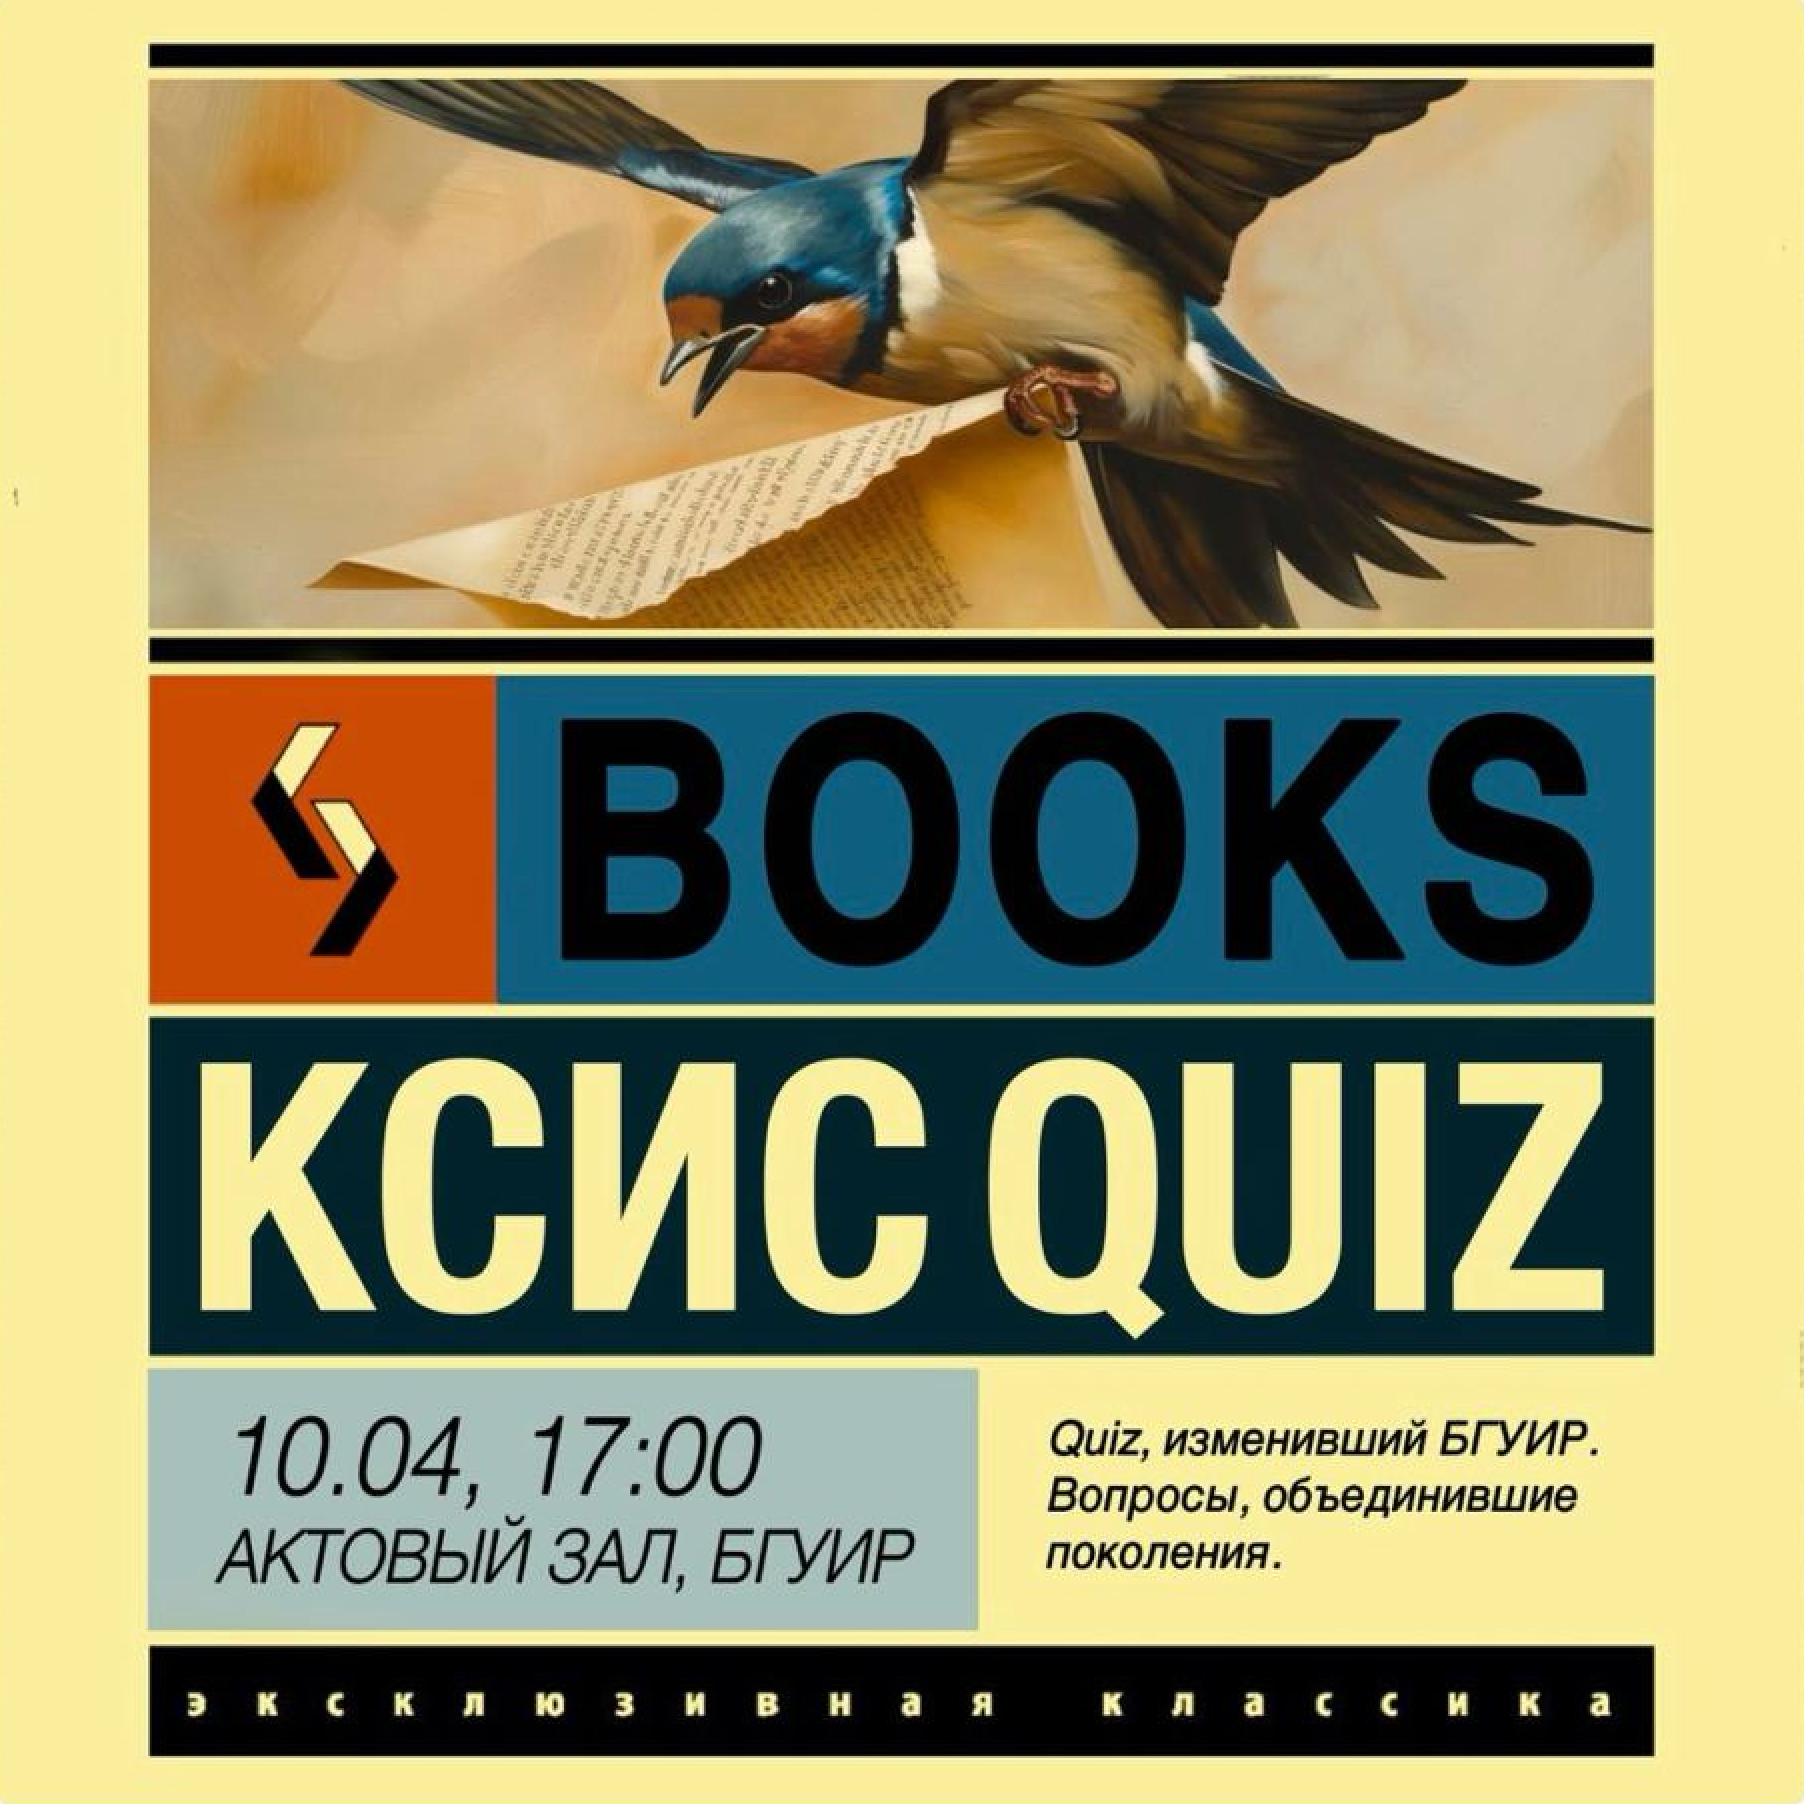 BOOKS
КСИС QUIZ
10.04, 17:00
АКТОВЫЙ ЗАЛ, БГУИР
Quiz, изменивший БГУИР.
Вопросы, объединившие
поколения.
эксклюзивная классика